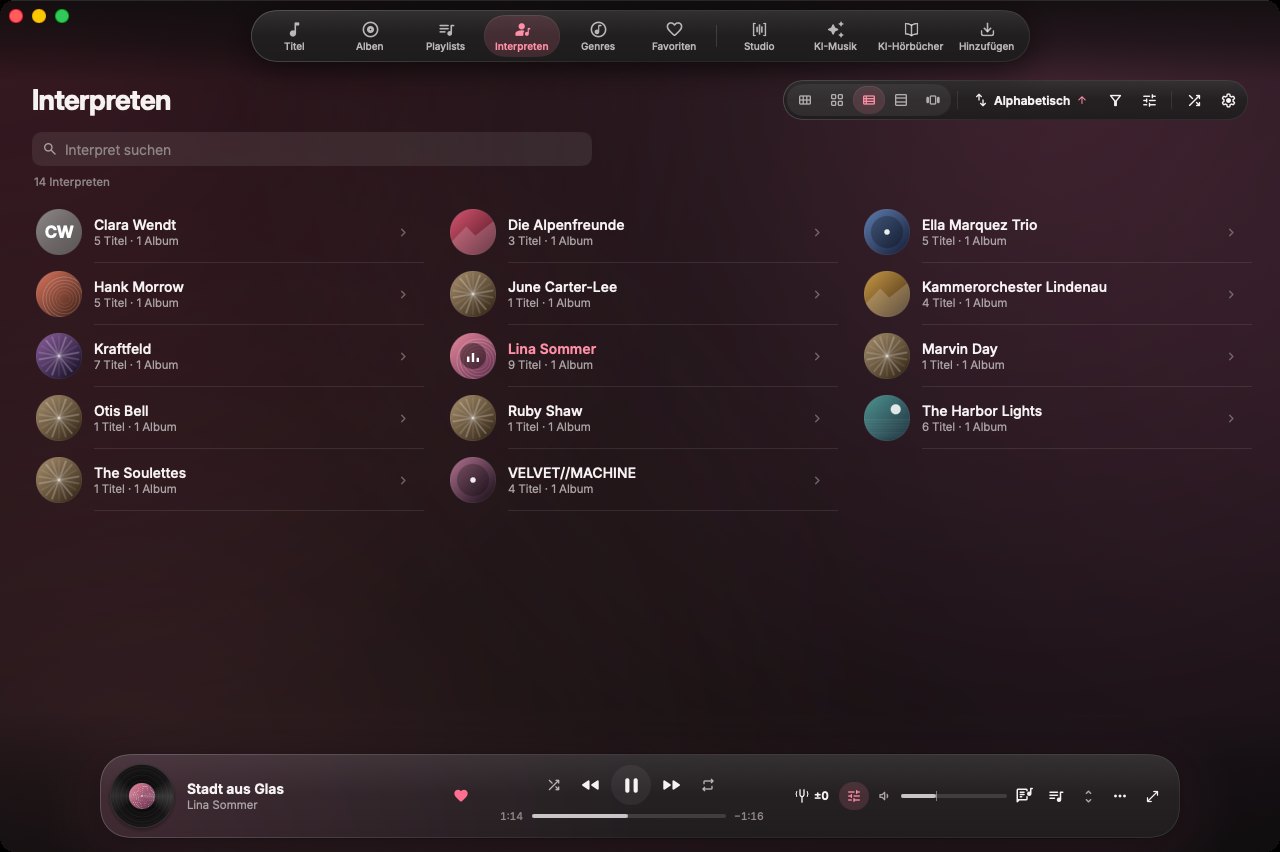 Titel
Alben
Playlists
Interpreten
Genres
Favoriten
Studio
KI-Musik
KI-Hörbücher
Hinzufügen
Interpreten
Alphabetisch
Interpret suchen
14 Interpreten
CW
Clara Wendt
5 Titel · 1 Album
Die Alpenfreunde
3 Titel · 1 Album
Ella Marquez Trio
5 Titel · 1 Album
Hank Morrow
5 Titel · 1 Album
June Carter-Lee
1 Titel · 1 Album
Kammerorchester Lindenau
4 Titel · 1 Album
Kraftfeld
7 Titel · 1 Album
Lina Sommer
9 Titel · 1 Album
Marvin Day
1 Titel · 1 Album
Otis Bell
1 Titel · 1 Album
Ruby Shaw
1 Titel · 1 Album
The Harbor Lights
6 Titel · 1 Album
The Soulettes
1 Titel · 1 Album
VELVET//MACHINE
4 Titel · 1 Album
Stadt aus Glas
Lina Sommer
1:14
−1:16
±0